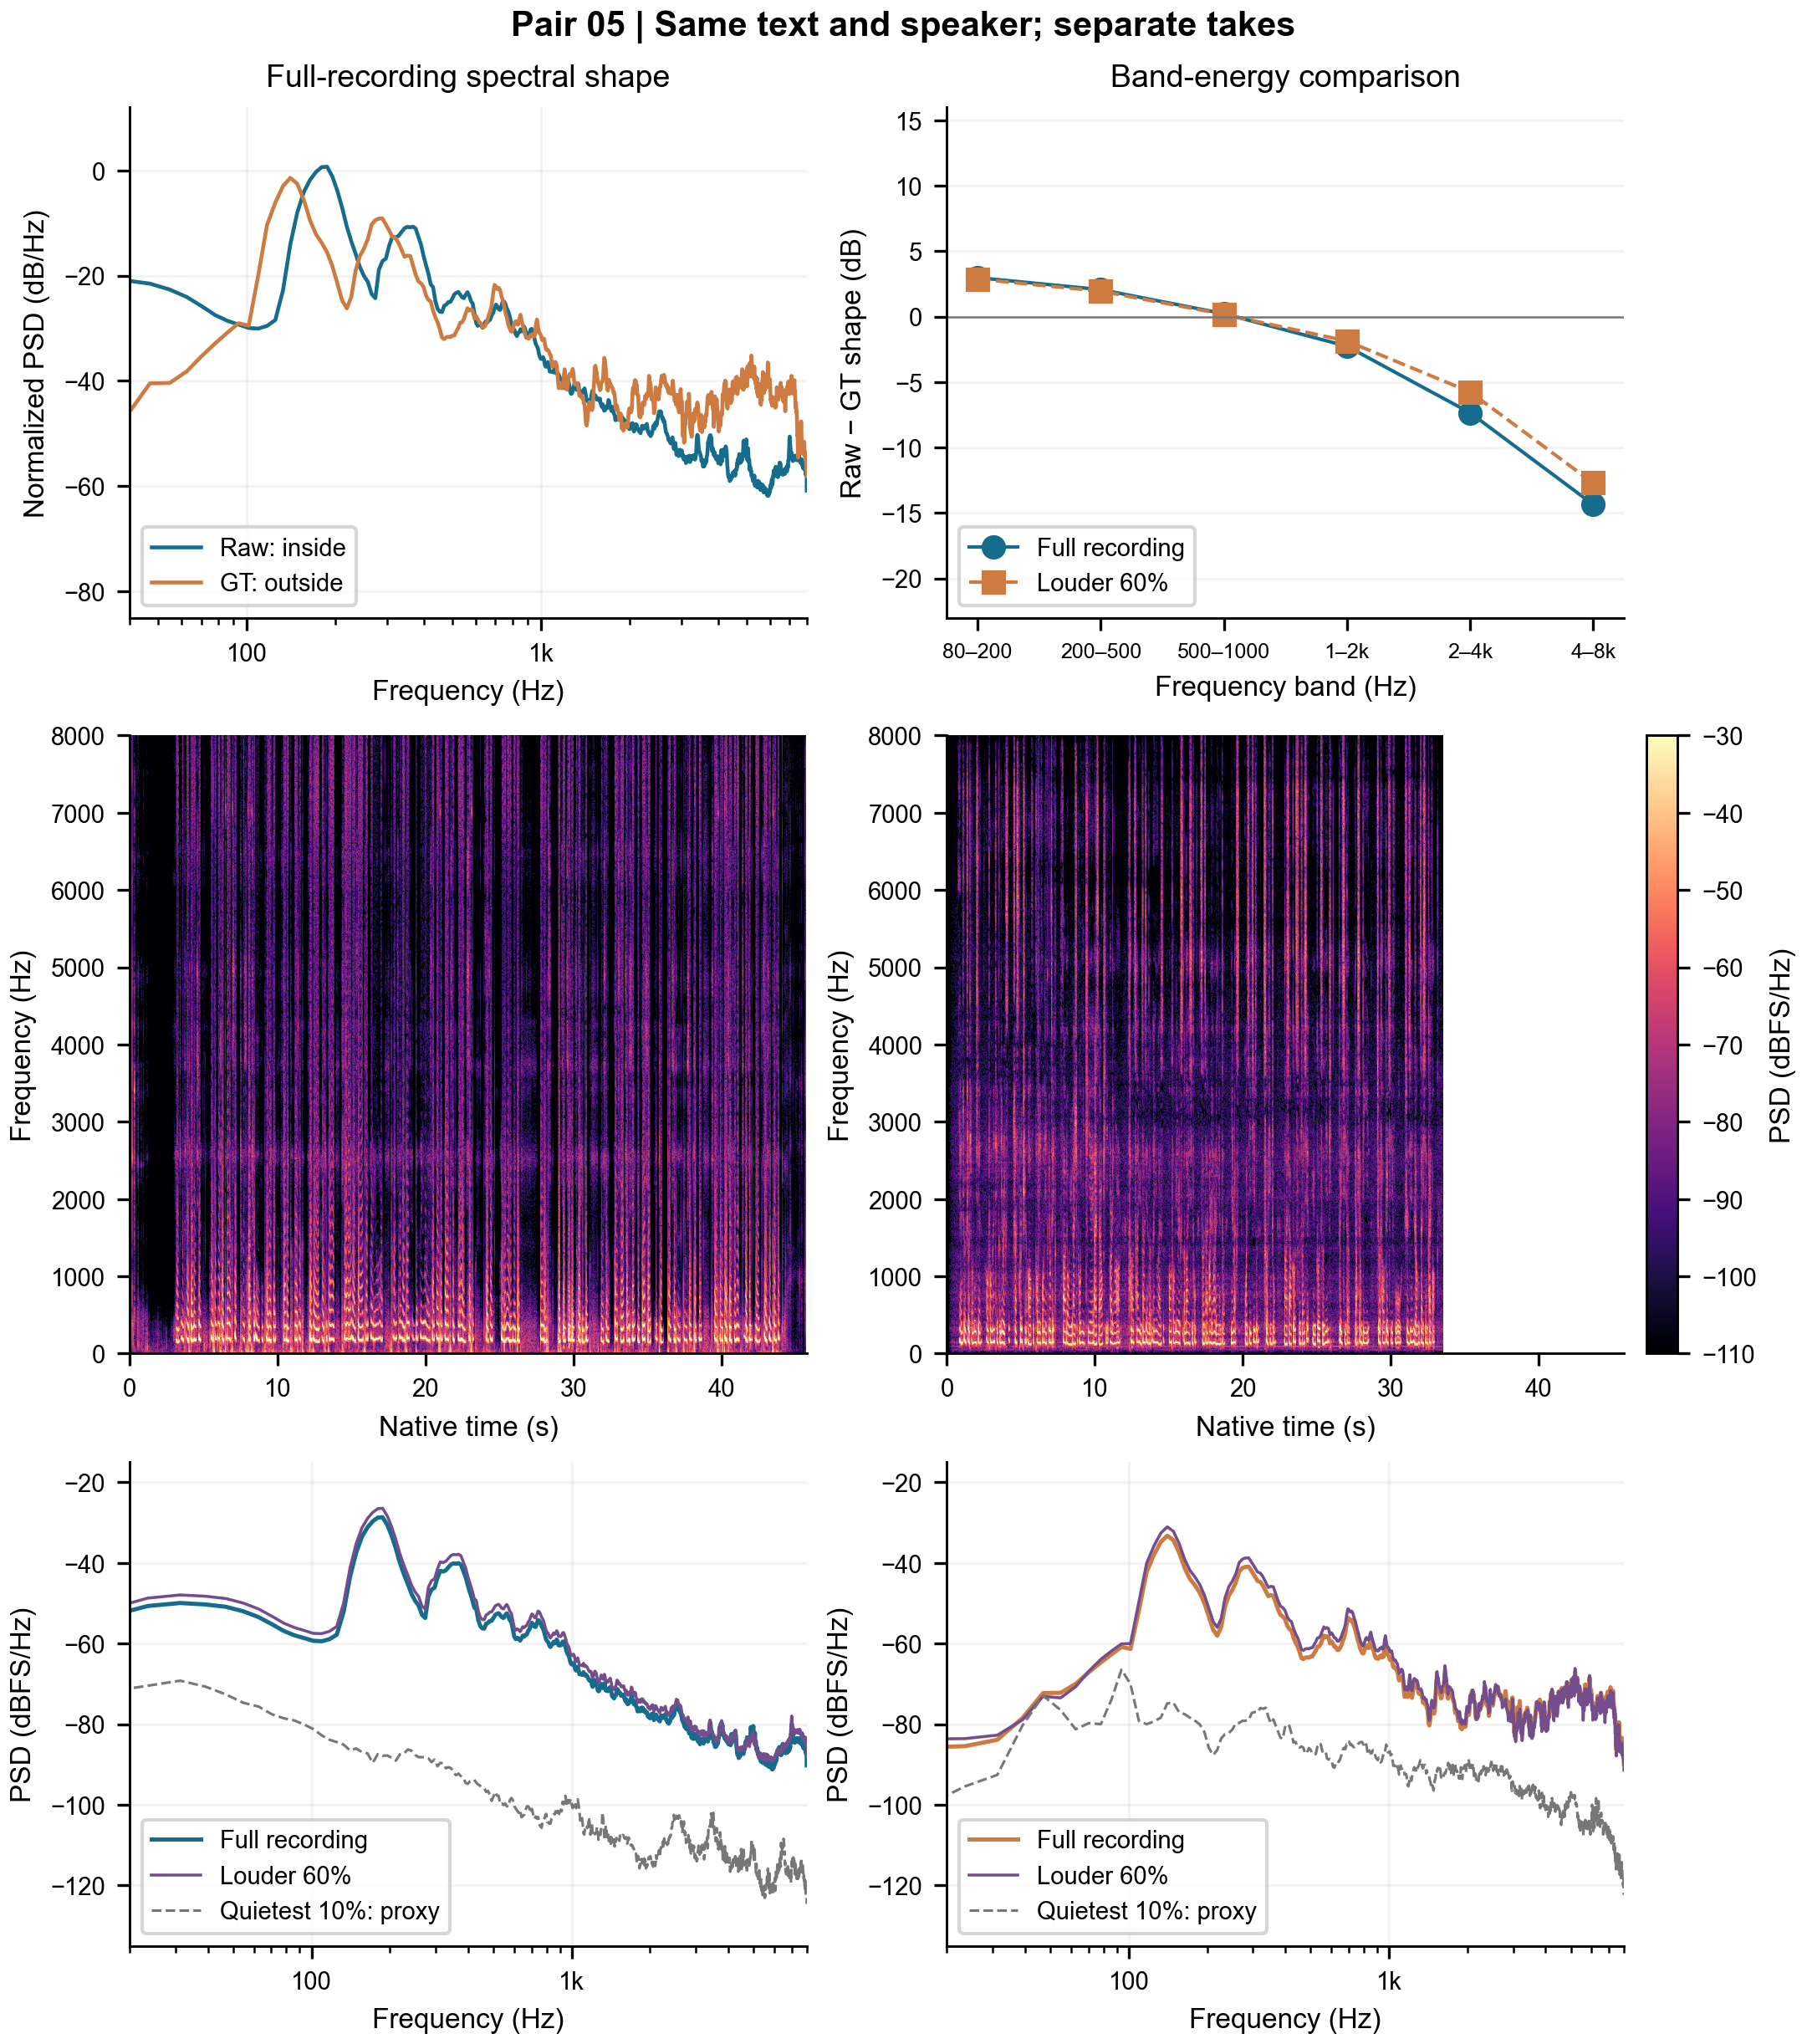 Pair 05 | Same text and speaker; separate takes
Full-recording spectral shape
Normalized PSD (dB/Hz)
0
−20
−40
−60
−80
Raw: inside
GT: outside
100
1k
Frequency (Hz)
Band-energy comparison
Raw − GT shape (dB)
15
10
5
0
−5
−10
−15
−20
Full recording
Louder 60%
80–200
200–500
500–1000
1–2k
2–4k
4–8k
Frequency band (Hz)
Frequency (Hz)
8000
7000
6000
5000
4000
3000
2000
1000
0
0
10
20
30
40
Native time (s)
Frequency (Hz)
8000
7000
6000
5000
4000
3000
2000
1000
0
0
10
20
30
40
Native time (s)
−30
−40
−50
−60
−70
−80
−90
−100
−110
PSD (dBFS/Hz)
PSD (dBFS/Hz)
−20
−40
−60
−80
−100
−120
Full recording
Louder 60%
Quietest 10%: proxy
100
1k
Frequency (Hz)
PSD (dBFS/Hz)
−20
−40
−60
−80
−100
−120
Full recording
Louder 60%
Quietest 10%: proxy
100
1k
Frequency (Hz)